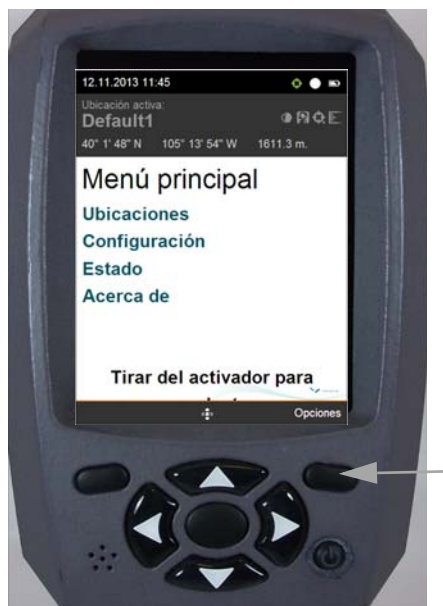 12.11.2013 11:45
Ubicación activa:
Default1
40° 1' 48" N 105° 13' 54" W 1611.3 m.
Menú principal
Ubicaciones
Configuración
Estado
Acerca de
Tirar del activador para
Opciones